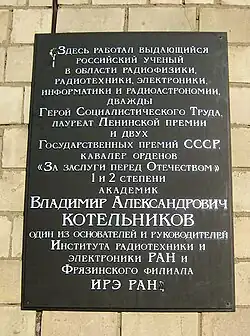 Здесь работал выдающийся
российский ученый
в области радиофизики,
радиотехники, электроники,
информатики и радиоастрономии,
дважды
Герой Социалистического Труда,
лауреат Ленинской премии
и двух
Государственных премий СССР,
кавалер орденов
«За заслуги перед Отечеством»
1 и 2 степени
академик
Владимир Александрович
КОТЕЛЬНИКОВ
один из основателей и руководителей
Института радиотехники и
электроники РАН и
Фрязинского филиала
ИРЭ РАН